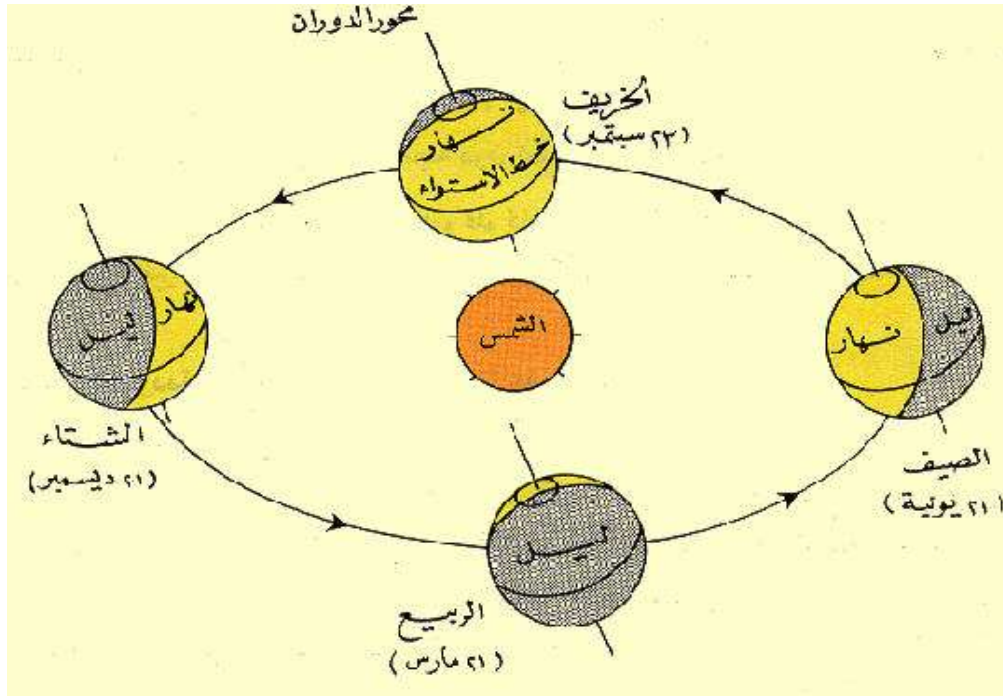 محور الدوران
الخريف
(٢٣ سبتمبر)
نهار
خط الاستواء
نهار
ليل
الشمس
ليل
نهار
الشتاء
(٢١ ديسمبر)
الصيف
(٢١ يونية)
ليل
الربيع
(٢١ مارس)